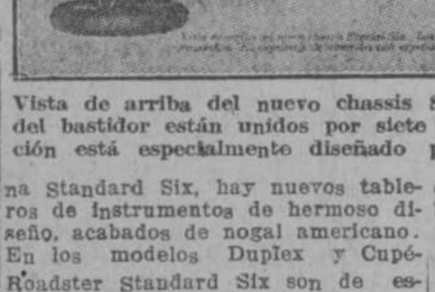 Vista de arriba del nuevo chassis S
del bastidor están unidos por siete
ción está especialmente diseñado p
na Standard Six, hay nuevos table-
ros de instrumentos de hermoso di-
seño, acabados de nogal americano.
En los modelos Duplex y Cupé-
Roadster Standard Six son de es-